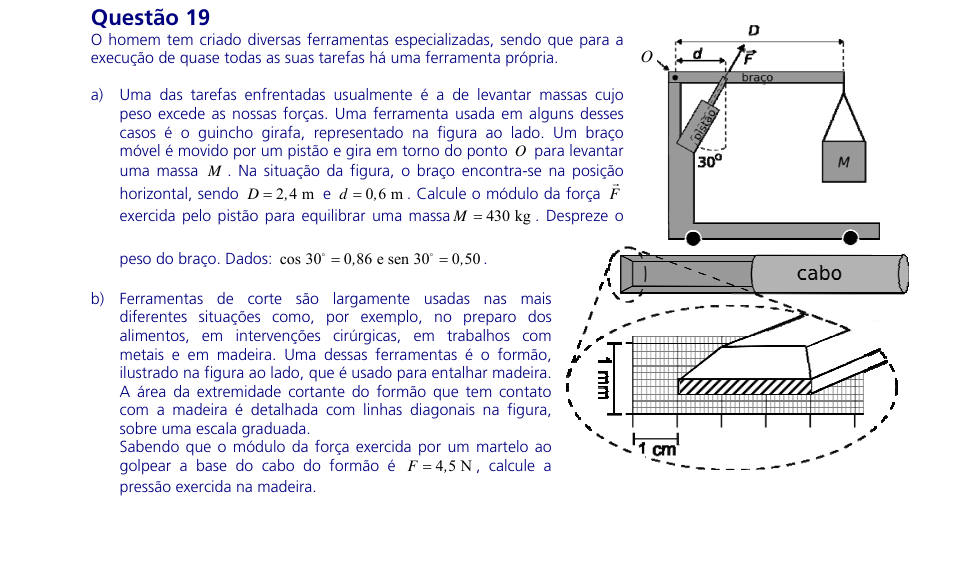 Questão 19
O homem tem criado diversas ferramentas especializadas, sendo que para a
execução de quase todas as suas tarefas há uma ferramenta própria.
a) Uma das tarefas enfrentadas usualmente é a de levantar massas cujo
peso excede as nossas forças. Uma ferramenta usada em alguns desses
casos é o guincho girafa, representado na figura ao lado. Um braço
móvel é movido por um pistão e gira em torno do ponto O para levantar
uma massa M . Na situação da figura, o braço encontra-se na posição
horizontal, sendo D = 2,4 m e d = 0,6 m . Calcule o módulo da força F⃗
exercida pelo pistão para equilibrar uma massa M = 430 kg . Despreze o
peso do braço. Dados: cos 30° = 0,86 e sen 30° = 0,50 .
D
O
d
F⃗
braço
pistão
30°
M
b) Ferramentas de corte são largamente usadas nas mais
diferentes situações como, por exemplo, no preparo dos
alimentos, em intervenções cirúrgicas, em trabalhos com
metais e em madeira. Uma dessas ferramentas é o formão,
ilustrado na figura ao lado, que é usado para entalhar madeira.
A área da extremidade cortante do formão que tem contato
com a madeira é detalhada com linhas diagonais na figura,
sobre uma escala graduada.
Sabendo que o módulo da força exercida por um martelo ao
golpear a base do cabo do formão é F = 4,5 N , calcule a
pressão exercida na madeira.
cabo
1 mm
1 cm